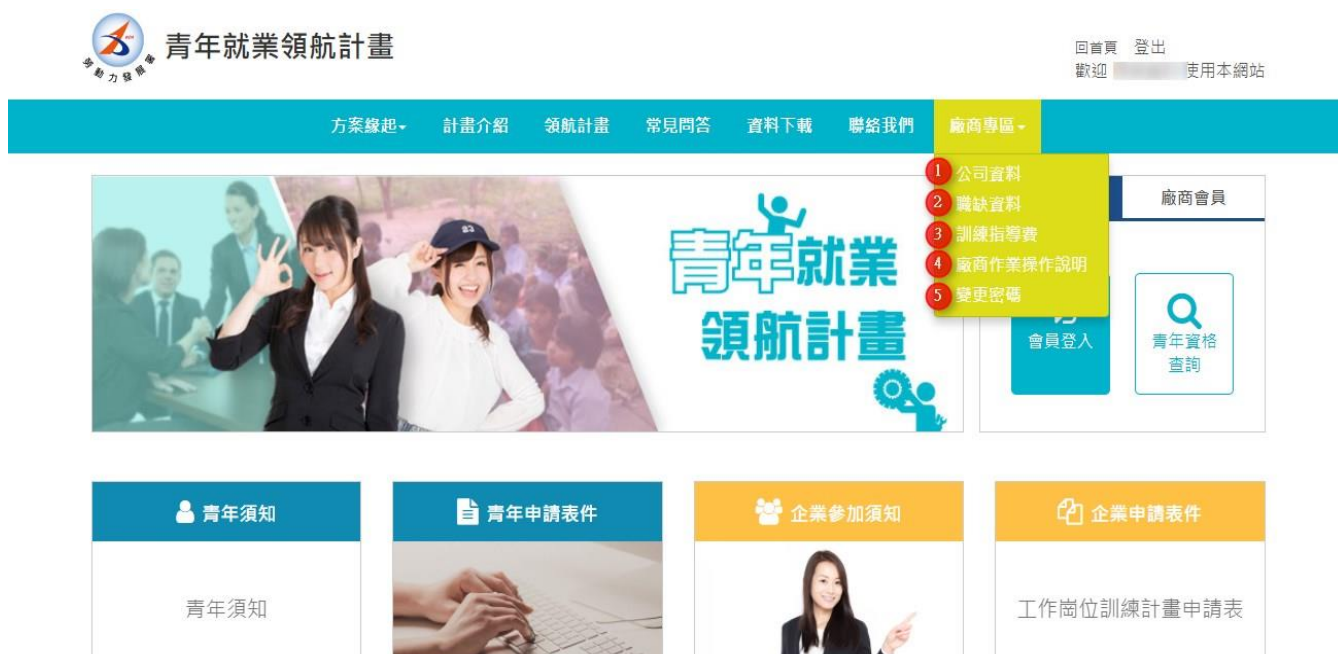 勞動力發展署
青年就業領航計畫
回首頁 登出
歡迎 使用本網站
方案緣起 計畫介紹 領航計畫 常見問答 資料下載 聯絡我們 廠商專區
1 公司資料
2 職缺資料
3 訓練指導費
4 廠商作業操作說明
5 變更密碼
廠商會員
23
青年就業
領航計畫
會員登入
青年資格
查詢
青年須知
青年申請表件
企業參加須知
企業申請表件
青年須知
工作崗位訓練計畫申請表